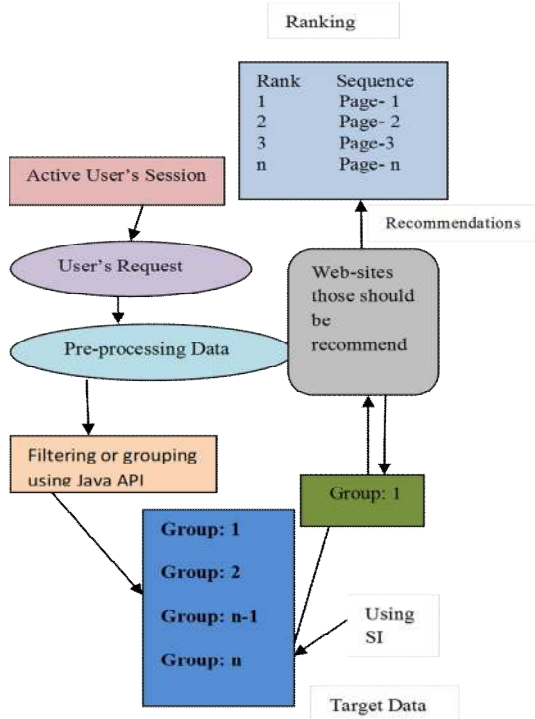 Ranking
Rank Sequence
1 Page- 1
2 Page- 2
3 Page-3
n Page- n
Active User's Session
Recommendations
User's Request
Web-sites
those should
be
recommend
Pre-processing Data
Filtering or grouping
using Java API
Group: 1
Group: 1
Group: 2
Group: n-1
Group: n
Using
SI
Target Data